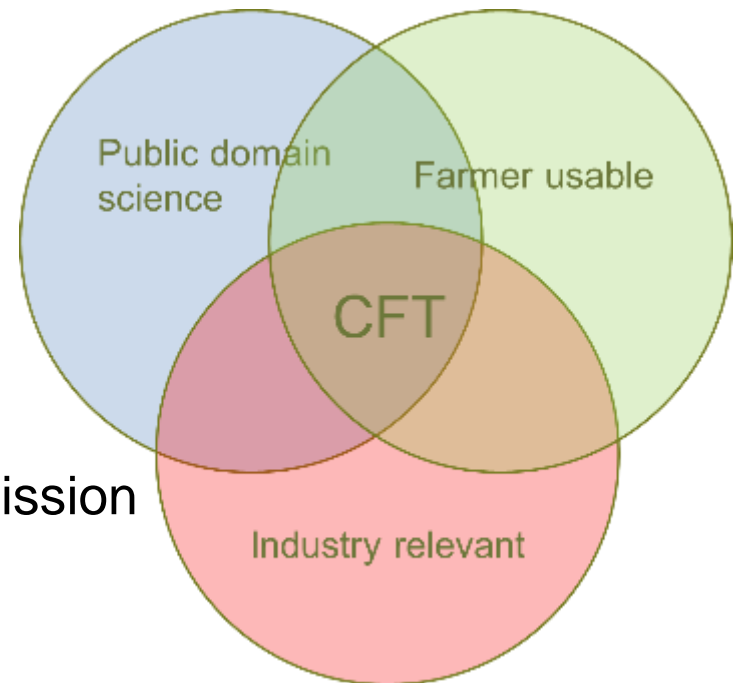 Public domain
science
Farmer usable
CFT
ission
Industry relevant